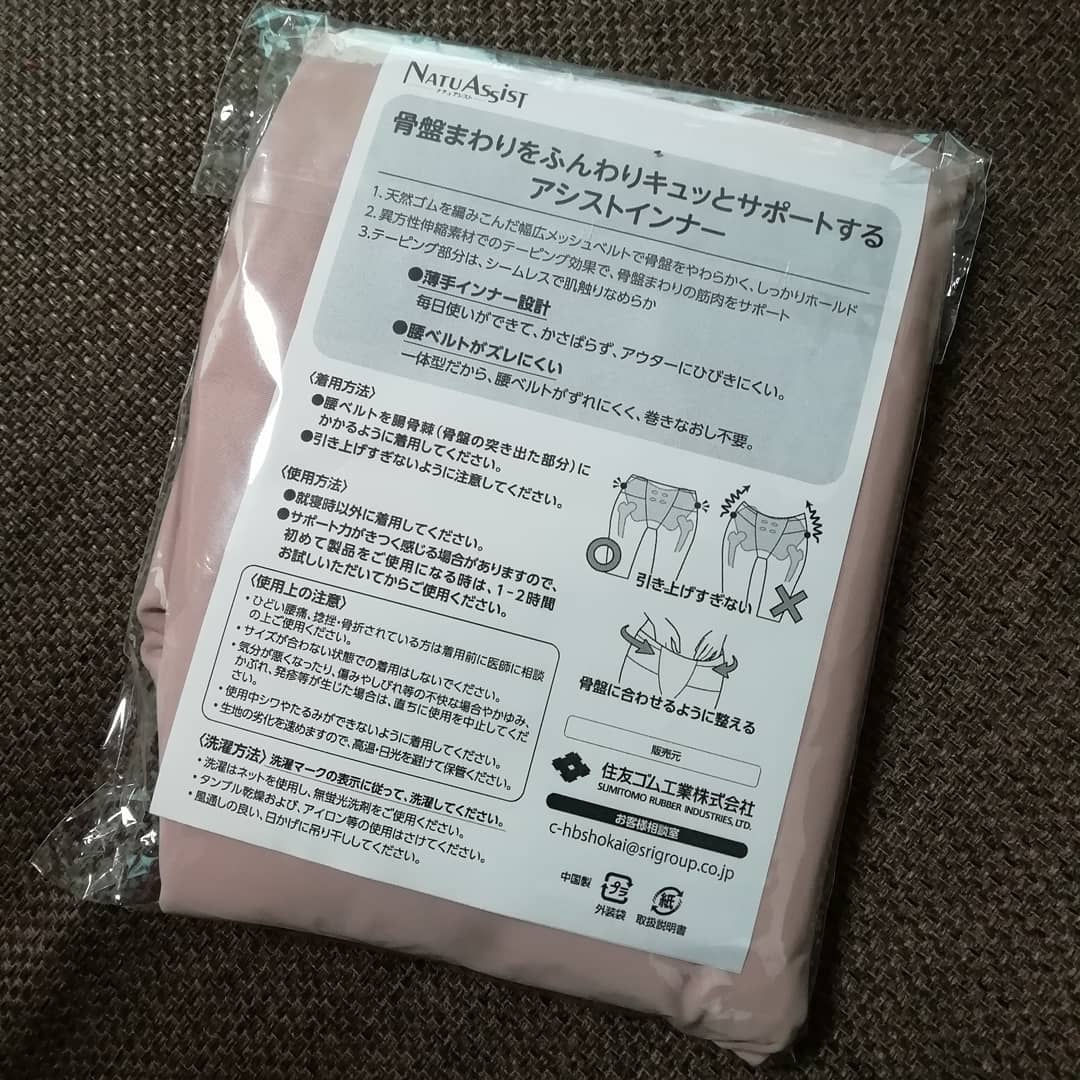 NATUASSIST
ナチュアシスト
骨盤まわりをふんわりキュッとサポートする
アシストインナー
1.天然ゴムを編みこんだ幅広メッシュベルトで骨盤をやわらかく、しっかりホールド
2.異方性伸縮素材でのテーピング効果で、骨盤まわりの筋肉をサポート
3.テーピング部分は、シームレスで肌触りなめらか
●薄手インナー設計
毎日使いができて、かさばらず、アウターにひびきにくい。
●腰ベルトがズレにくい
一体型だから、腰ベルトがずれにくく、巻きなおし不要。
〈着用方法〉
●腰ベルトを腸骨棘(骨盤の突き出た部分)に
かかるように着用してください。
●引き上げすぎないように注意してください。
〈使用方法〉
●就寝時以外に着用してください。
●サポート力がきつく感じる場合がありますので、
初めて製品をご使用になる時は、1-2時間
お試しいただいてからご使用ください。
〈使用上の注意〉
・ひどい腰痛、捻挫・骨折されている方は着用前に医師に相談
の上ご使用ください。
・サイズが合わない状態での着用はしないでください。
・気分が悪くなったり、傷みやしびれ等の不快な場合やかゆみ、
かぶれ、発疹等が生じた場合は、直ちに使用を中止してくだ
さい。
・使用中シワやたるみができないように着用してください。
・生地の劣化を速めますので、高温・日光を避けて保管ください。
〈洗濯方法〉洗濯マークの表示に従って、洗濯してください。
・洗濯はネットを使用し、無蛍光洗剤をご使用ください。
・タンブル乾燥および、アイロン等の使用はさけてください。
・風通しの良い、日かげに吊り干ししてください。
引き上げすぎない
骨盤に合わせるように整える
販売元
住友ゴム工業株式会社
SUMITOMO RUBBER INDUSTRIES, LTD.
お客様相談室
c-hbshokai@srigroup.co.jp
中国製
プラ
外装袋
紙
取扱説明書